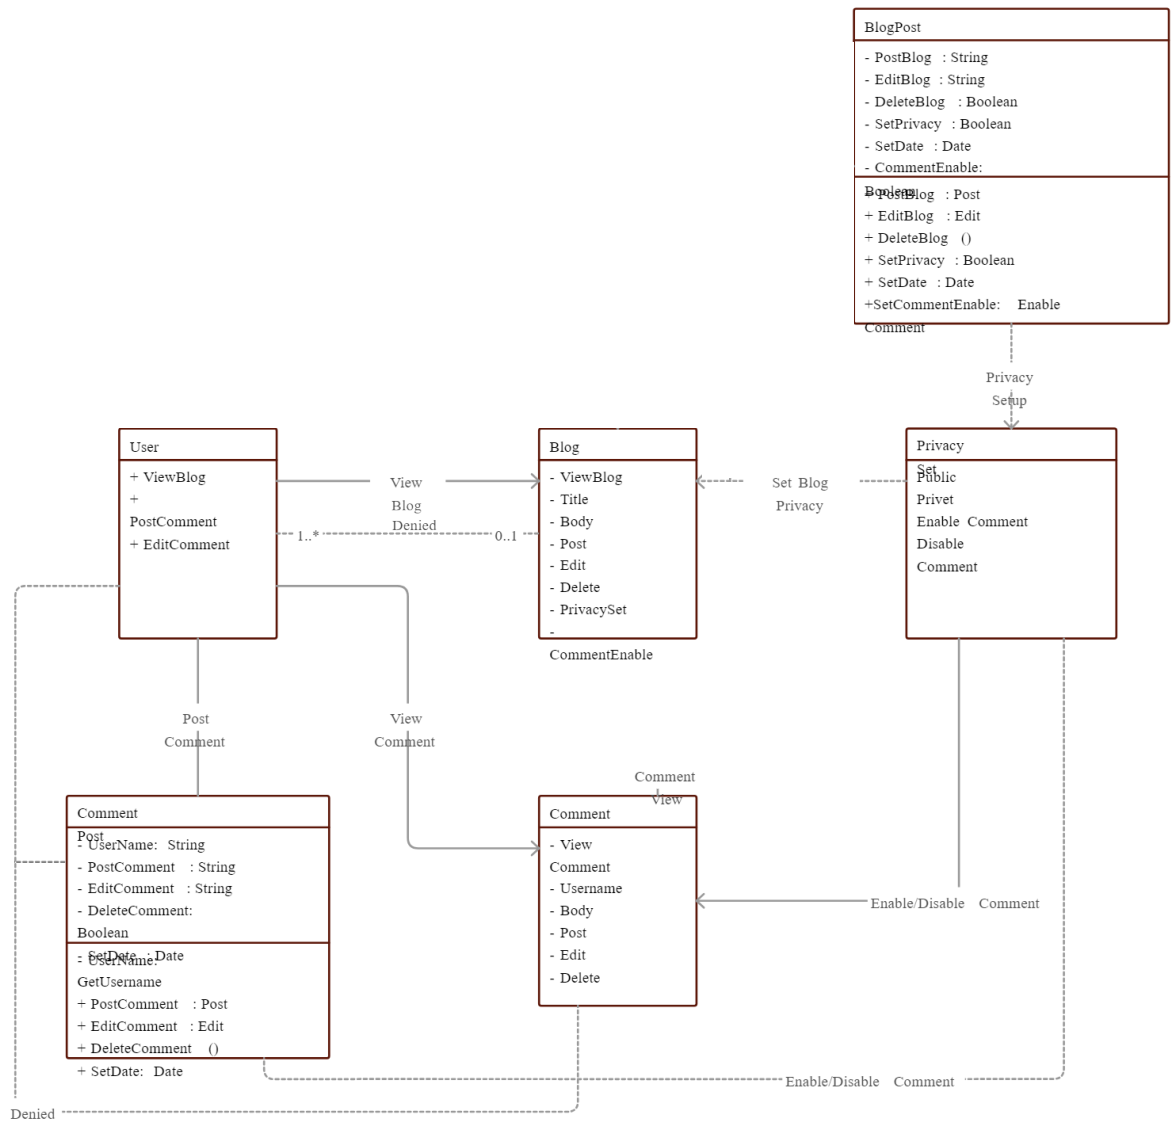 BlogPost
- PostBlog : String
- EditBlog : String
- DeleteBlog : Boolean
- SetPrivacy : Boolean
- SetDate : Date
- CommentEnable:
Boolean
+ PostBlog : Post
+ EditBlog : Edit
+ DeleteBlog ()
+ SetPrivacy : Boolean
+ SetDate : Date
+SetCommentEnable: Enable
Comment
Privacy
Setup
User
+ ViewBlog
+
PostComment
+ EditComment
View
Blog
Denied
1..*
0..1
Blog
- ViewBlog
- Title
- Body
- Post
- Edit
- Delete
- PrivacySet
-
CommentEnable
Set Blog
Privacy
Privacy
Set
Public
Privet
Enable Comment
Disable
Comment
Post
Comment
View
Comment
Comment
View
Comment
Post
- UserName: String
- PostComment : String
- EditComment : String
- DeleteComment:
Boolean
- SetDate : Date
- UserName:
GetUsername
+ PostComment : Post
+ EditComment : Edit
+ DeleteComment ()
+ SetDate: Date
Comment
- View
Comment
- Username
- Body
- Post
- Edit
- Delete
Enable/Disable Comment
Enable/Disable Comment
Denied